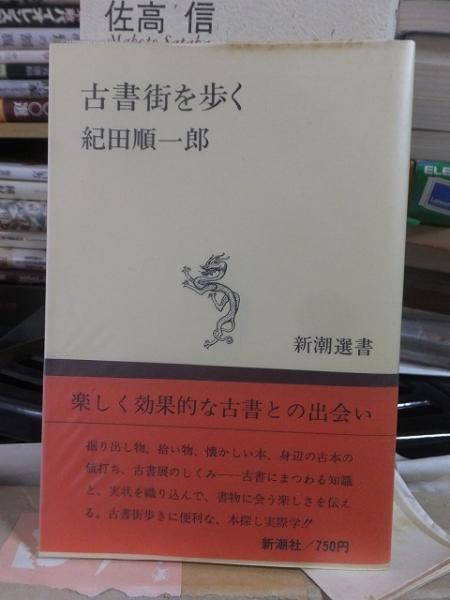 佐高 信
Makoto Sataka
古書街を歩く
紀田順一郎
新潮選書
楽しく効果的な古書との出会い
掘り出し物、拾い物、懐かしい本、身辺の古本の
値打ち、古書展のしくみ──古書にまつわる知識
と、実状を織り込んで、書物に会う楽しさを伝え
る。古書街歩きに便利な、本探し実際学!!
新潮社/750円